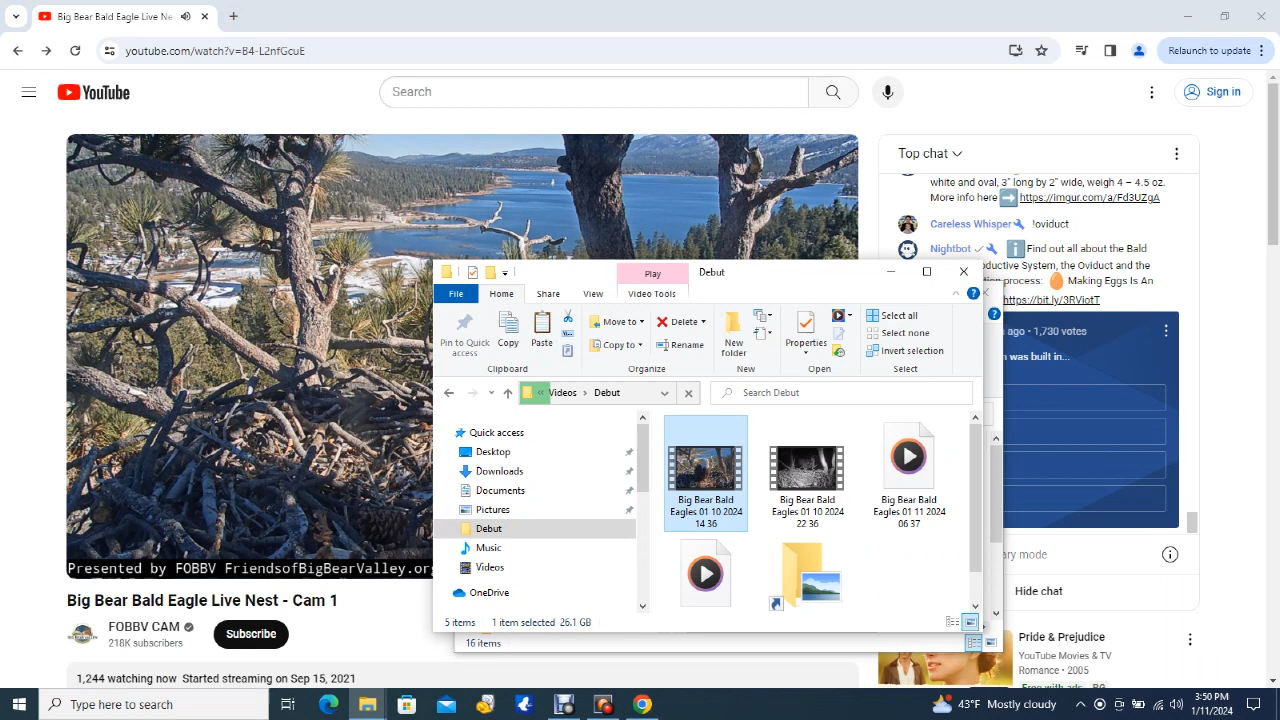 Big Bear Bald Eagle Live Ne
youtube.com/watch?v=B4-L2nfGcuE
Relaunch to update
YouTube
Search
Sign in
Top chat
white and oval, 3" long by 2" wide, weigh 4 – 4.5 oz.
More info here ➡️ https://imgur.com/a/Fd3UZgA
Careless Whisper !oviduct
Nightbot ℹ️ Find out all about the Bald
oductive System, the Oviduct and the
tion process: 🥚 Making Eggs Is An
https://bit.ly/3RViotT
ago • 1,730 votes
n was built in...
ary mode
Hide chat
Presented by FOBBV FriendsofBigBearValley.org
Big Bear Bald Eagle Live Nest - Cam 1
FOBBV CAM
218K subscribers
Subscribe
1,244 watching now Started streaming on Sep 15, 2021
Pride & Prejudice
YouTube Movies & TV
Romance • 2005
Free with ads PG
Play
Debut
File
Home
Share
View
Video Tools
Pin to Quick
access
Copy
Paste
Clipboard
Move to
Copy to
Delete
Rename
Organize
New
folder
New
Properties
Open
Select all
Select none
Invert selection
Select
Videos
Debut
Search Debut
Quick access
Desktop
Downloads
Documents
Pictures
Debut
Music
Videos
OneDrive
Big Bear Bald
Eagles 01 10 2024
14 36
Big Bear Bald
Eagles 01 10 2024
22 36
Big Bear Bald
Eagles 01 11 2024
06 37
5 items
1 item selected 26.1 GB
16 items
Type here to search
43°F Mostly cloudy
3:50 PM
1/11/2024